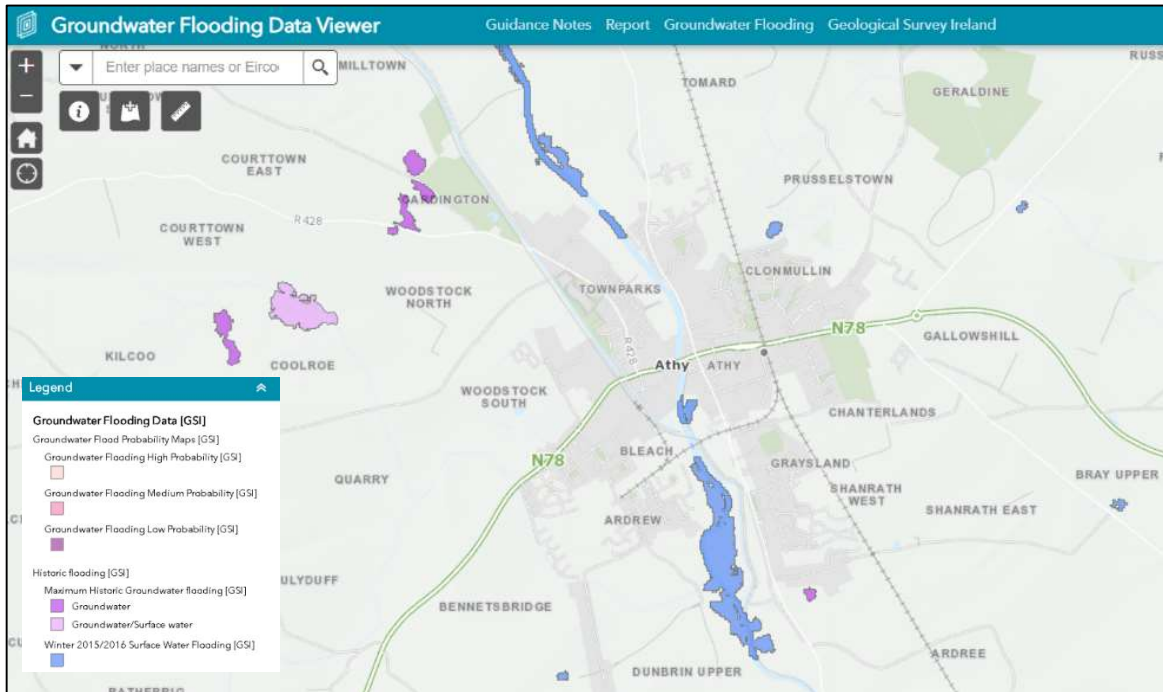 Groundwater Flooding Data Viewer
Guidance Notes Report Groundwater Flooding Geological Survey Ireland
Enter place names or Eirco
MILLTOWN
TOMARD
RUSS
GERALDINE
COURTTOWN
EAST
PRUSSELSTOWN
CARDINGTON
R428
COURTTOWN
WEST
CLONMULLIN
WOODSTOCK
NORTH
TOWNPARKS
N78
GALLOWSHILL
R428
KILCOO
COOLROE
Athy
ATHY
WOODSTOCK
SOUTH
CHANTERLANDS
BLEACH
N78
GRAYSLAND
QUARRY
BRAY UPPER
SHANRATH
WEST
SHANRATH EAST
ARDREW
ULYDUFF
BENNETSBRIDGE
ARDREE
DUNBRIN UPPER
Legend
Groundwater Flooding Data [GSI]
Groundwater Flood Probability Maps [GSI]
Groundwater Flooding High Probability [GSI]
Groundwater Flooding Medium Probability [GSI]
Groundwater Flooding Low Probability [GSI]
Historic flooding [GSI]
Maximum Historic Groundwater flooding [GSI]
Groundwater
Groundwater/Surface water
Winter 2015/2016 Surface Water Flooding [GSI]